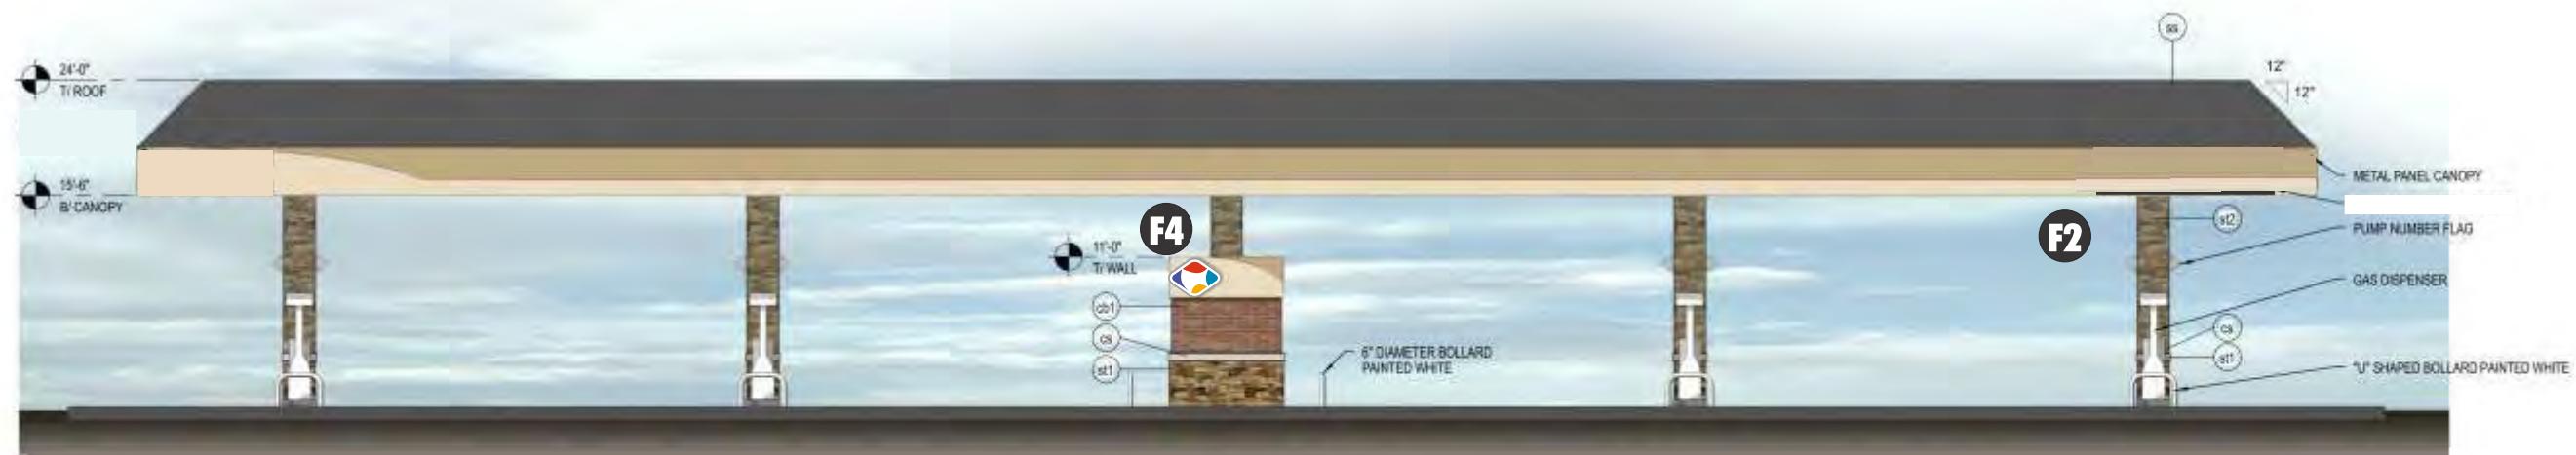 ss
24'-0"
T/ ROOF
12"
12"
METAL PANEL CANOPY
15'-6"
B/ CANOPY
F4
F2
st2
PUMP NUMBER FLAG
11'-0"
T/ WALL
GAS DISPENSER
cb1
cs
cs
st1
st1
6" DIAMETER BOLLARD
PAINTED WHITE
"U" SHAPED BOLLARD PAINTED WHITE